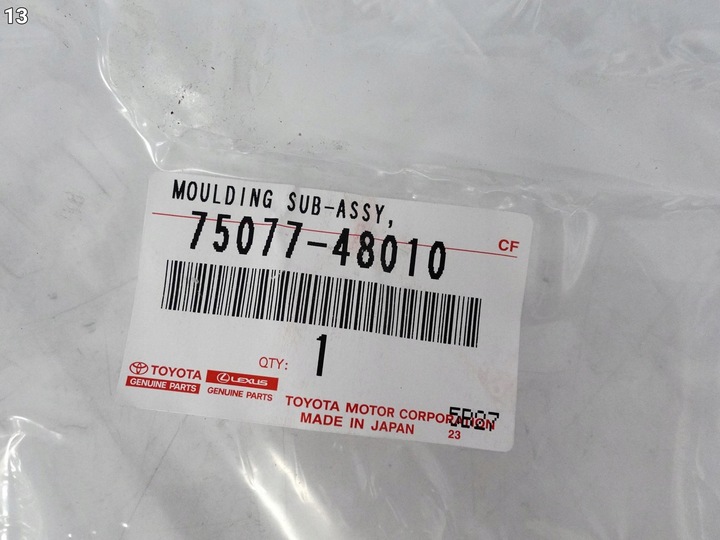 13
MOULDING SUB-ASSY,
75077-48010
CF
QTY: 1
TOYOTA
GENUINE PARTS
LEXUS
GENUINE PARTS
TOYOTA MOTOR CORPORATION
MADE IN JAPAN
23